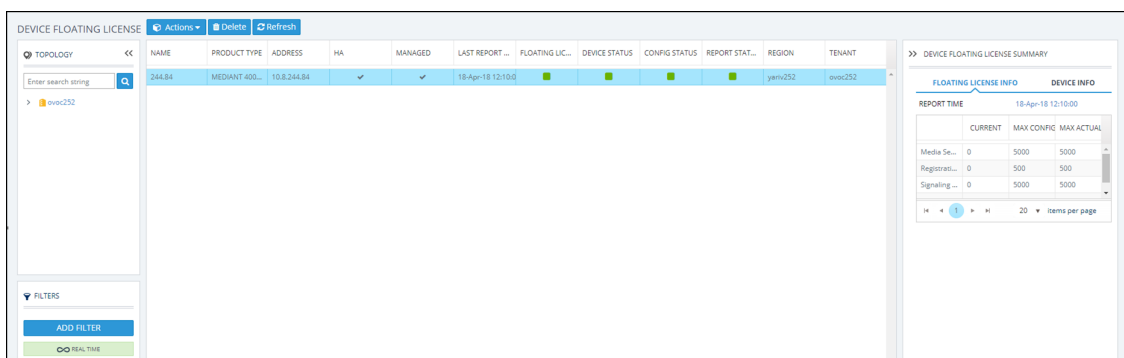 DEVICE FLOATING LICENSE Actions Delete Refresh
TOPOLOGY <<
Enter search string
> ovoc252
NAME PRODUCT TYPE ADDRESS HA MANAGED LAST REPORT ... FLOATING LIC... DEVICE STATUS CONFIG STATUS REPORT STAT... REGION TENANT
244.84 MEDIANT 400... 10.8.244.84 18-Apr-18 12:10:0 yariv252 ovoc252
>> DEVICE FLOATING LICENSE SUMMARY
FLOATING LICENSE INFO DEVICE INFO
REPORT TIME 18-Apr-18 12:10:00
CURRENT MAX CONFIG MAX ACTUAL
Media Se... 0 5000 5000
Registrati... 0 500 500
Signaling ... 0 5000 5000
1 20 items per page
FILTERS
ADD FILTER
REAL TIME